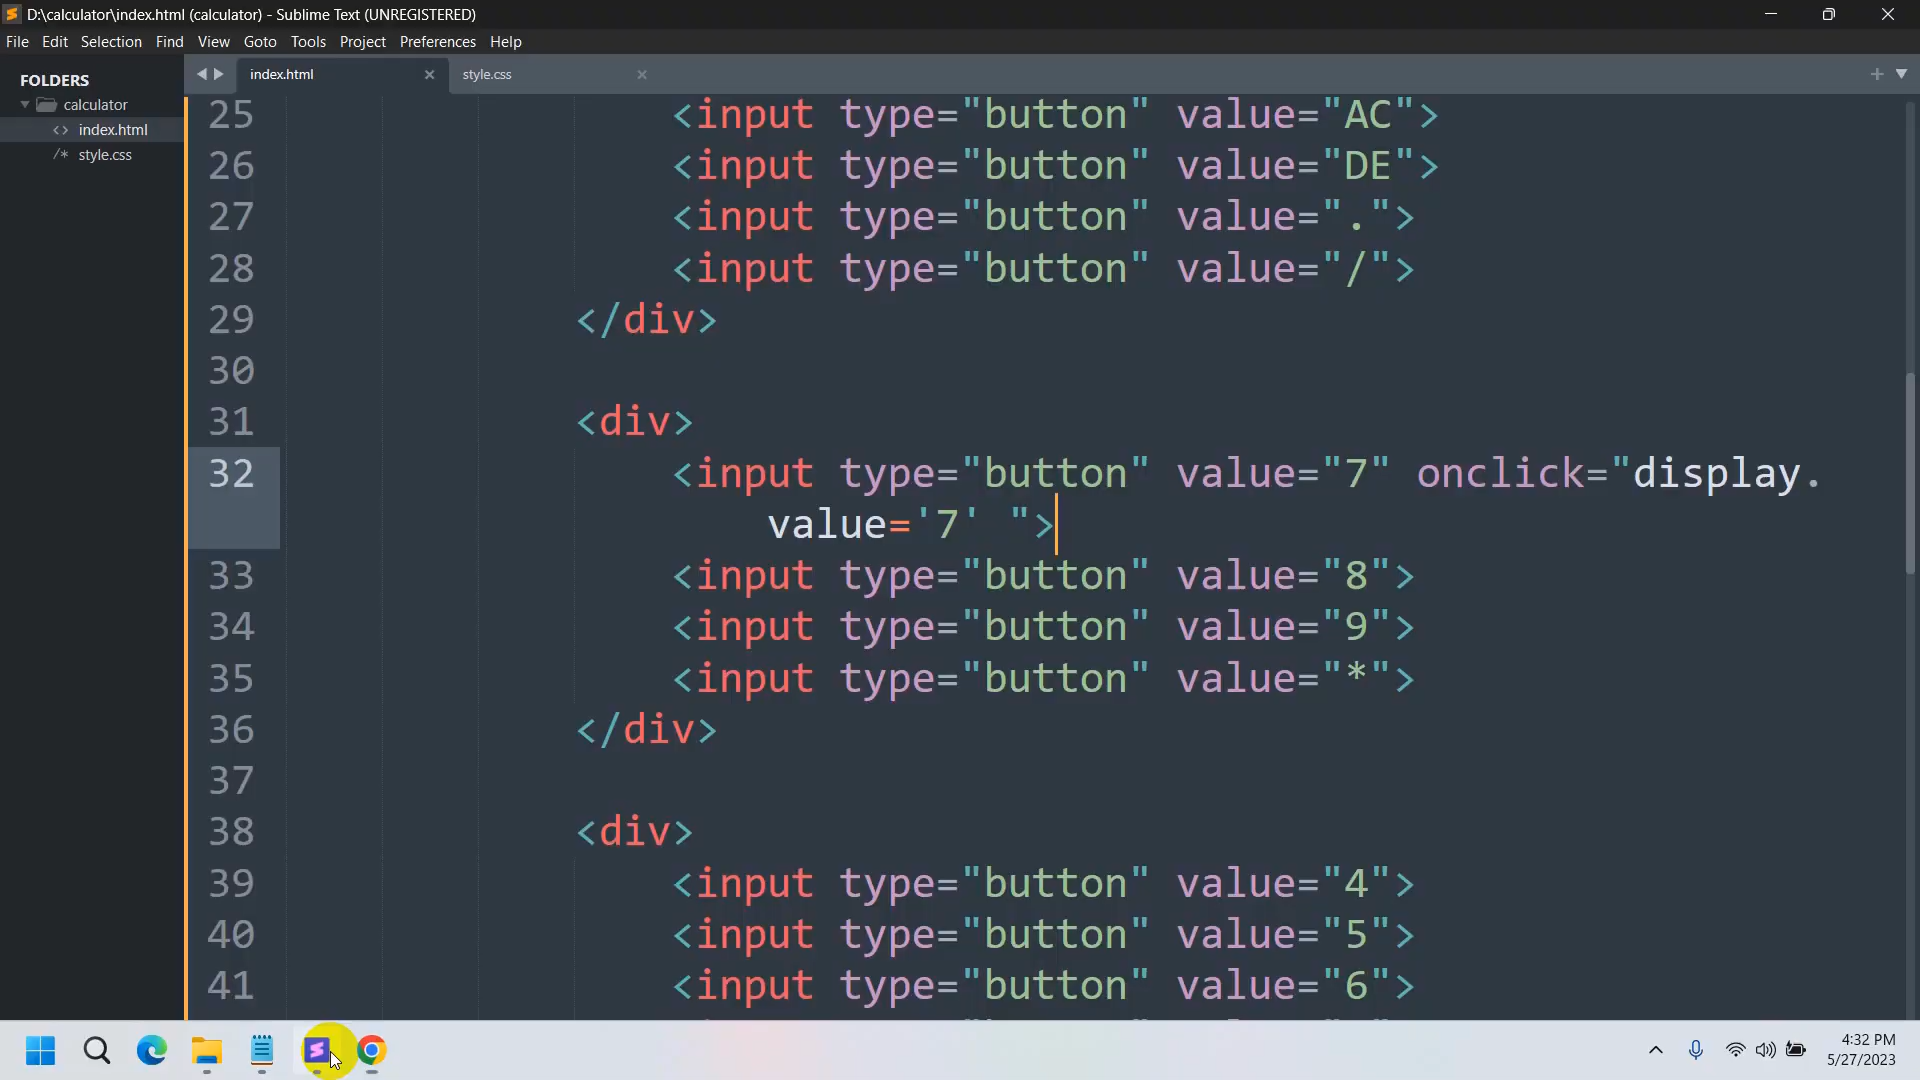 D:\calculator\index.html (calculator) - Sublime Text (UNREGISTERED)
File Edit Selection Find View Goto Tools Project Preferences Help
FOLDERS
calculator
<> index.html
/* style.css
index.html × style.css ×
25 <input type="button" value="AC">
26 <input type="button" value="DE">
27 <input type="button" value=".">
28 <input type="button" value="/">
29 </div>
30
31 <div>
32 <input type="button" value="7" onclick="display.
value='7' ">
33 <input type="button" value="8">
34 <input type="button" value="9">
35 <input type="button" value="*">
36 </div>
37
38 <div>
39 <input type="button" value="4">
40 <input type="button" value="5">
41 <input type="button" value="6">
4:32 PM
5/27/2023